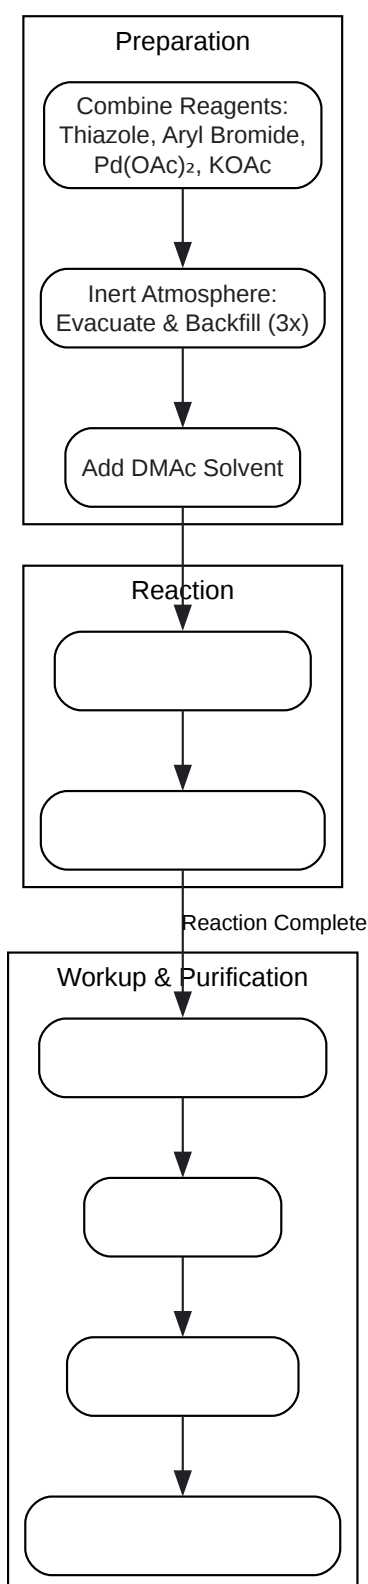 Preparation
Combine Reagents:
Thiazole, Aryl Bromide,
Pd(OAc)₂, KOAc
Inert Atmosphere:
Evacuate & Backfill (3x)
Add DMAc Solvent
Reaction
Reaction Complete
Workup & Purification